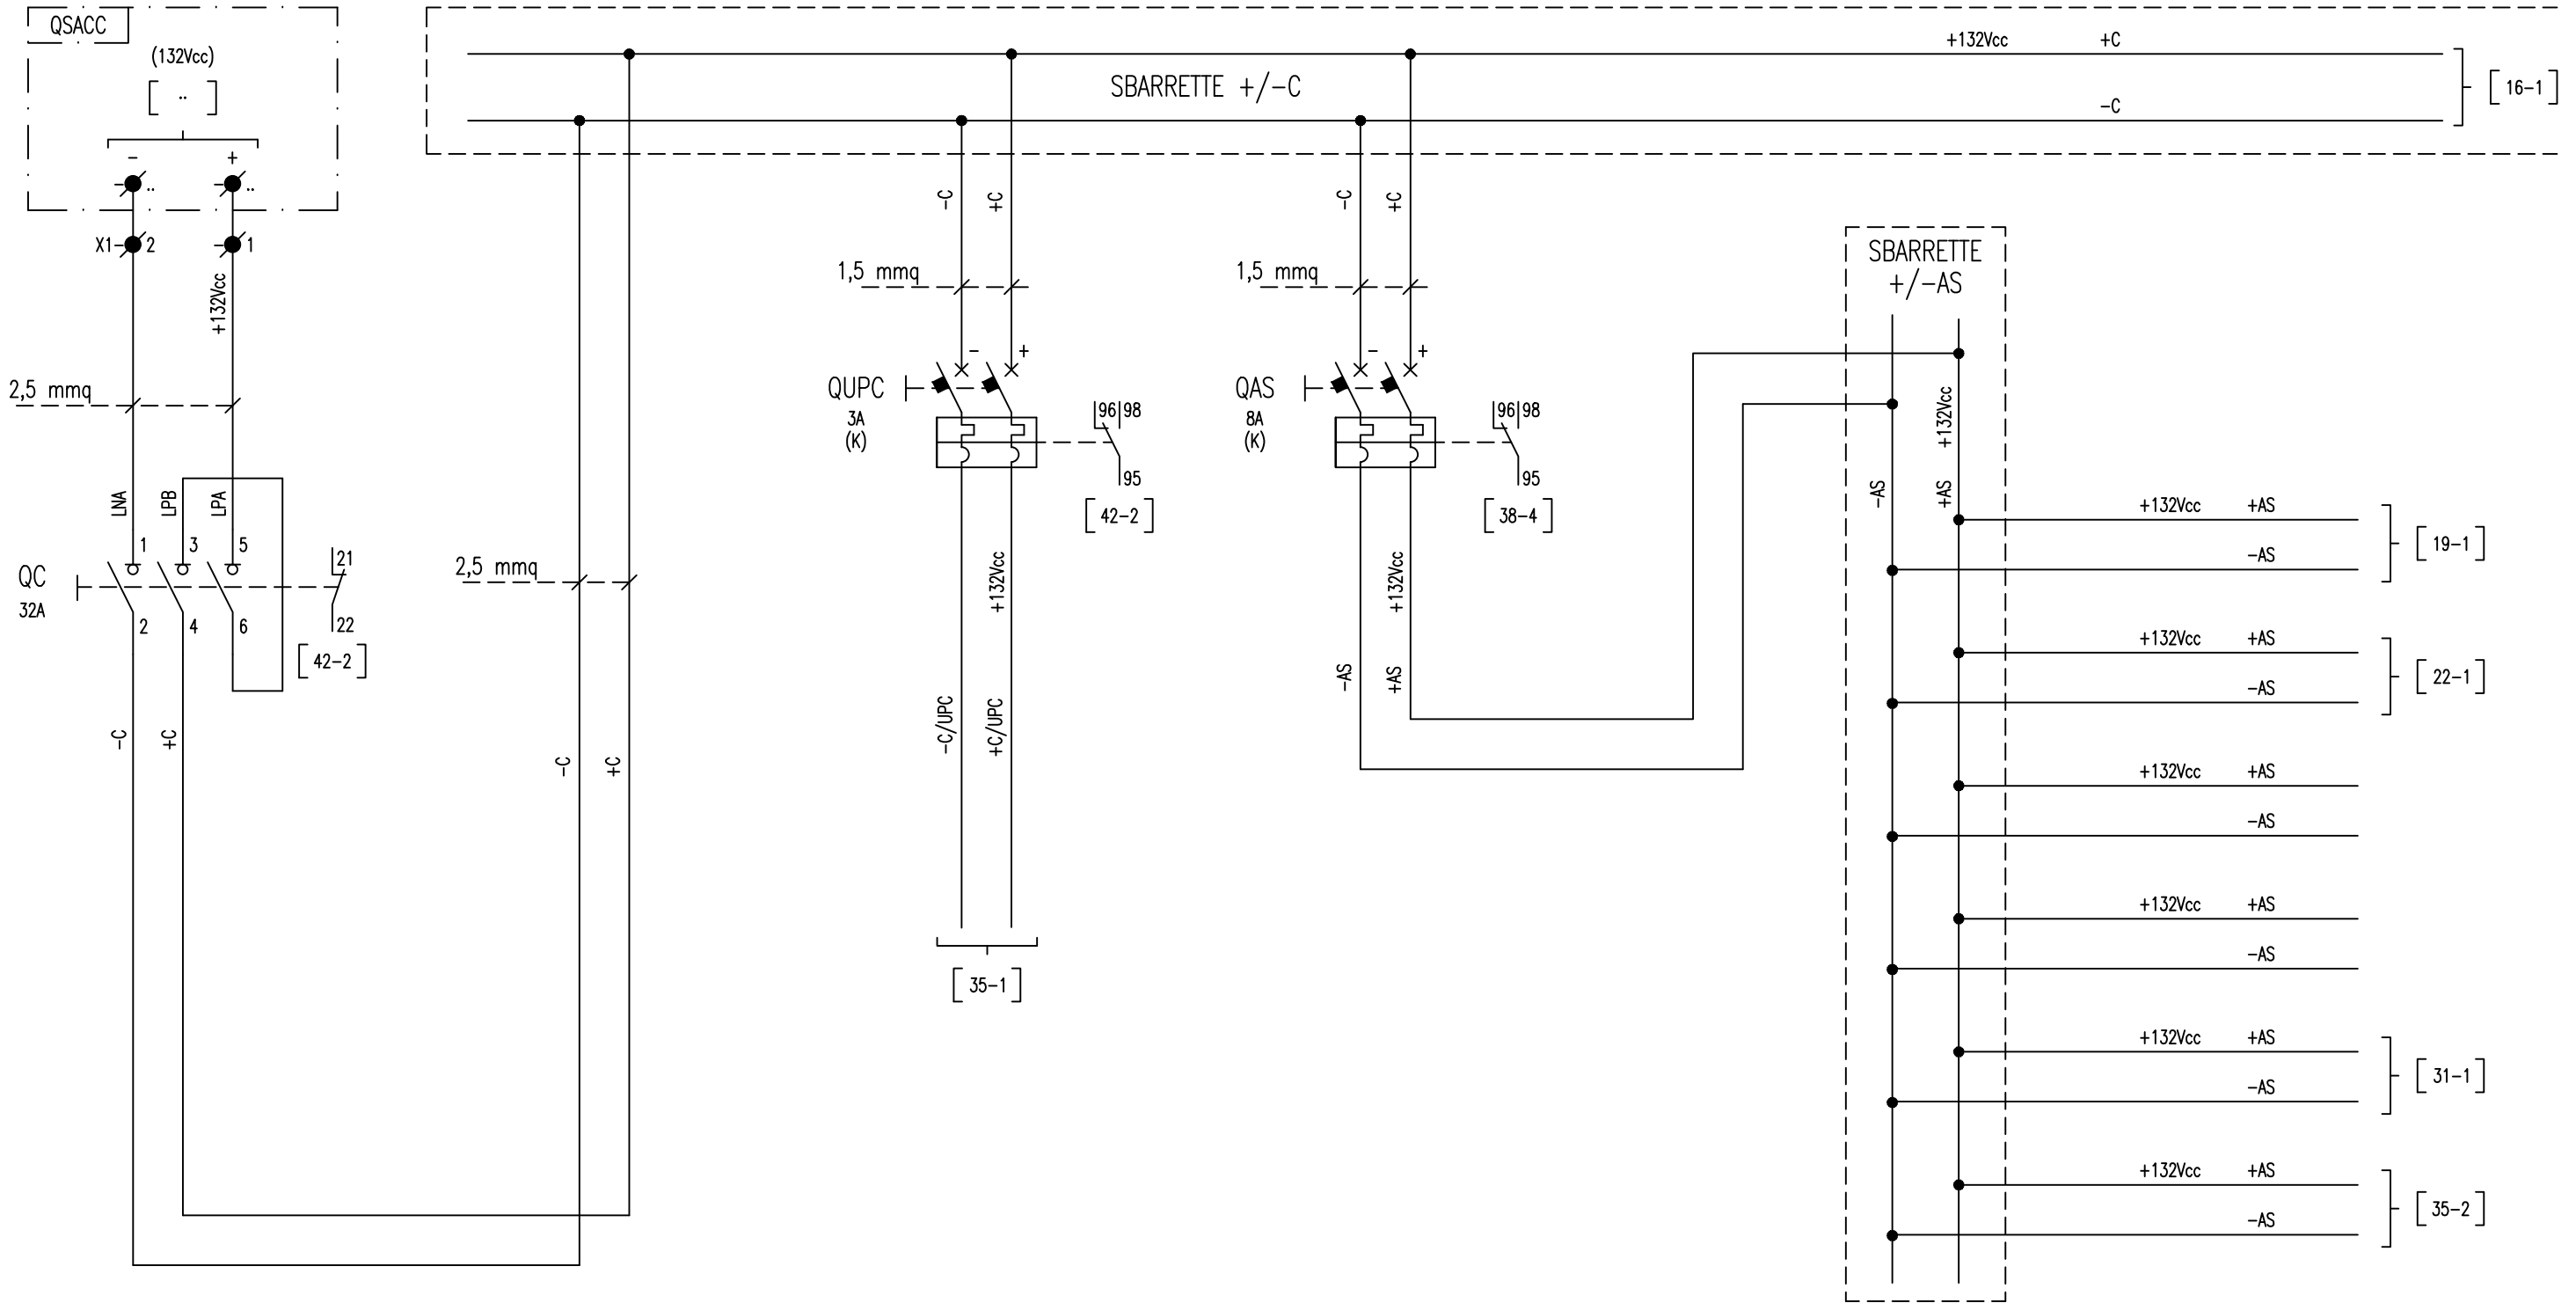 QSACC
(132Vcc)
[ .. ]
- +
- .. - ..
X1- 2 - 1
+132Vcc
2,5 mmq
LNA LPB LPA
1 3 5
QC
32A
2 4 6
21
22
[ 42-2 ]
-C +C
2,5 mmq
-C +C
SBARRETTE +/-C
+132Vcc +C
-C
[ 16-1 ]
-C +C
1,5 mmq
- +
QUPC
3A
(K)
96 98
95
[ 42-2 ]
+132Vcc
-C/UPC +C/UPC
[ 35-1 ]
-C +C
1,5 mmq
- +
QAS
8A
(K)
96 98
95
[ 38-4 ]
+132Vcc
-AS +AS
SBARRETTE
+/-AS
+132Vcc
-AS +AS
+132Vcc +AS
-AS
[ 19-1 ]
+132Vcc +AS
-AS
[ 22-1 ]
+132Vcc +AS
-AS
+132Vcc +AS
-AS
+132Vcc +AS
-AS
[ 31-1 ]
+132Vcc +AS
-AS
[ 35-2 ]